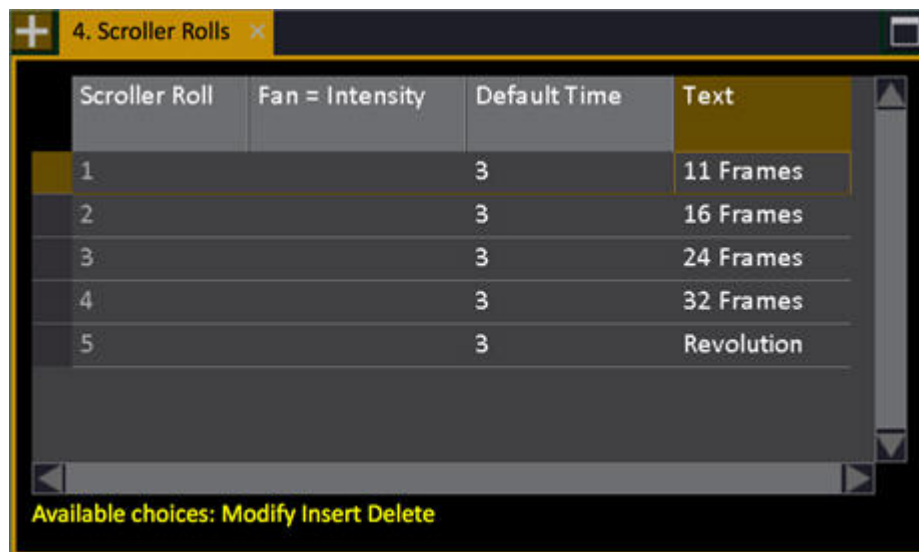 4. Scroller Rolls
Scroller Roll Fan = Intensity Default Time Text
1 3 11 Frames
2 3 16 Frames
3 3 24 Frames
4 3 32 Frames
5 3 Revolution
Available choices: Modify Insert Delete